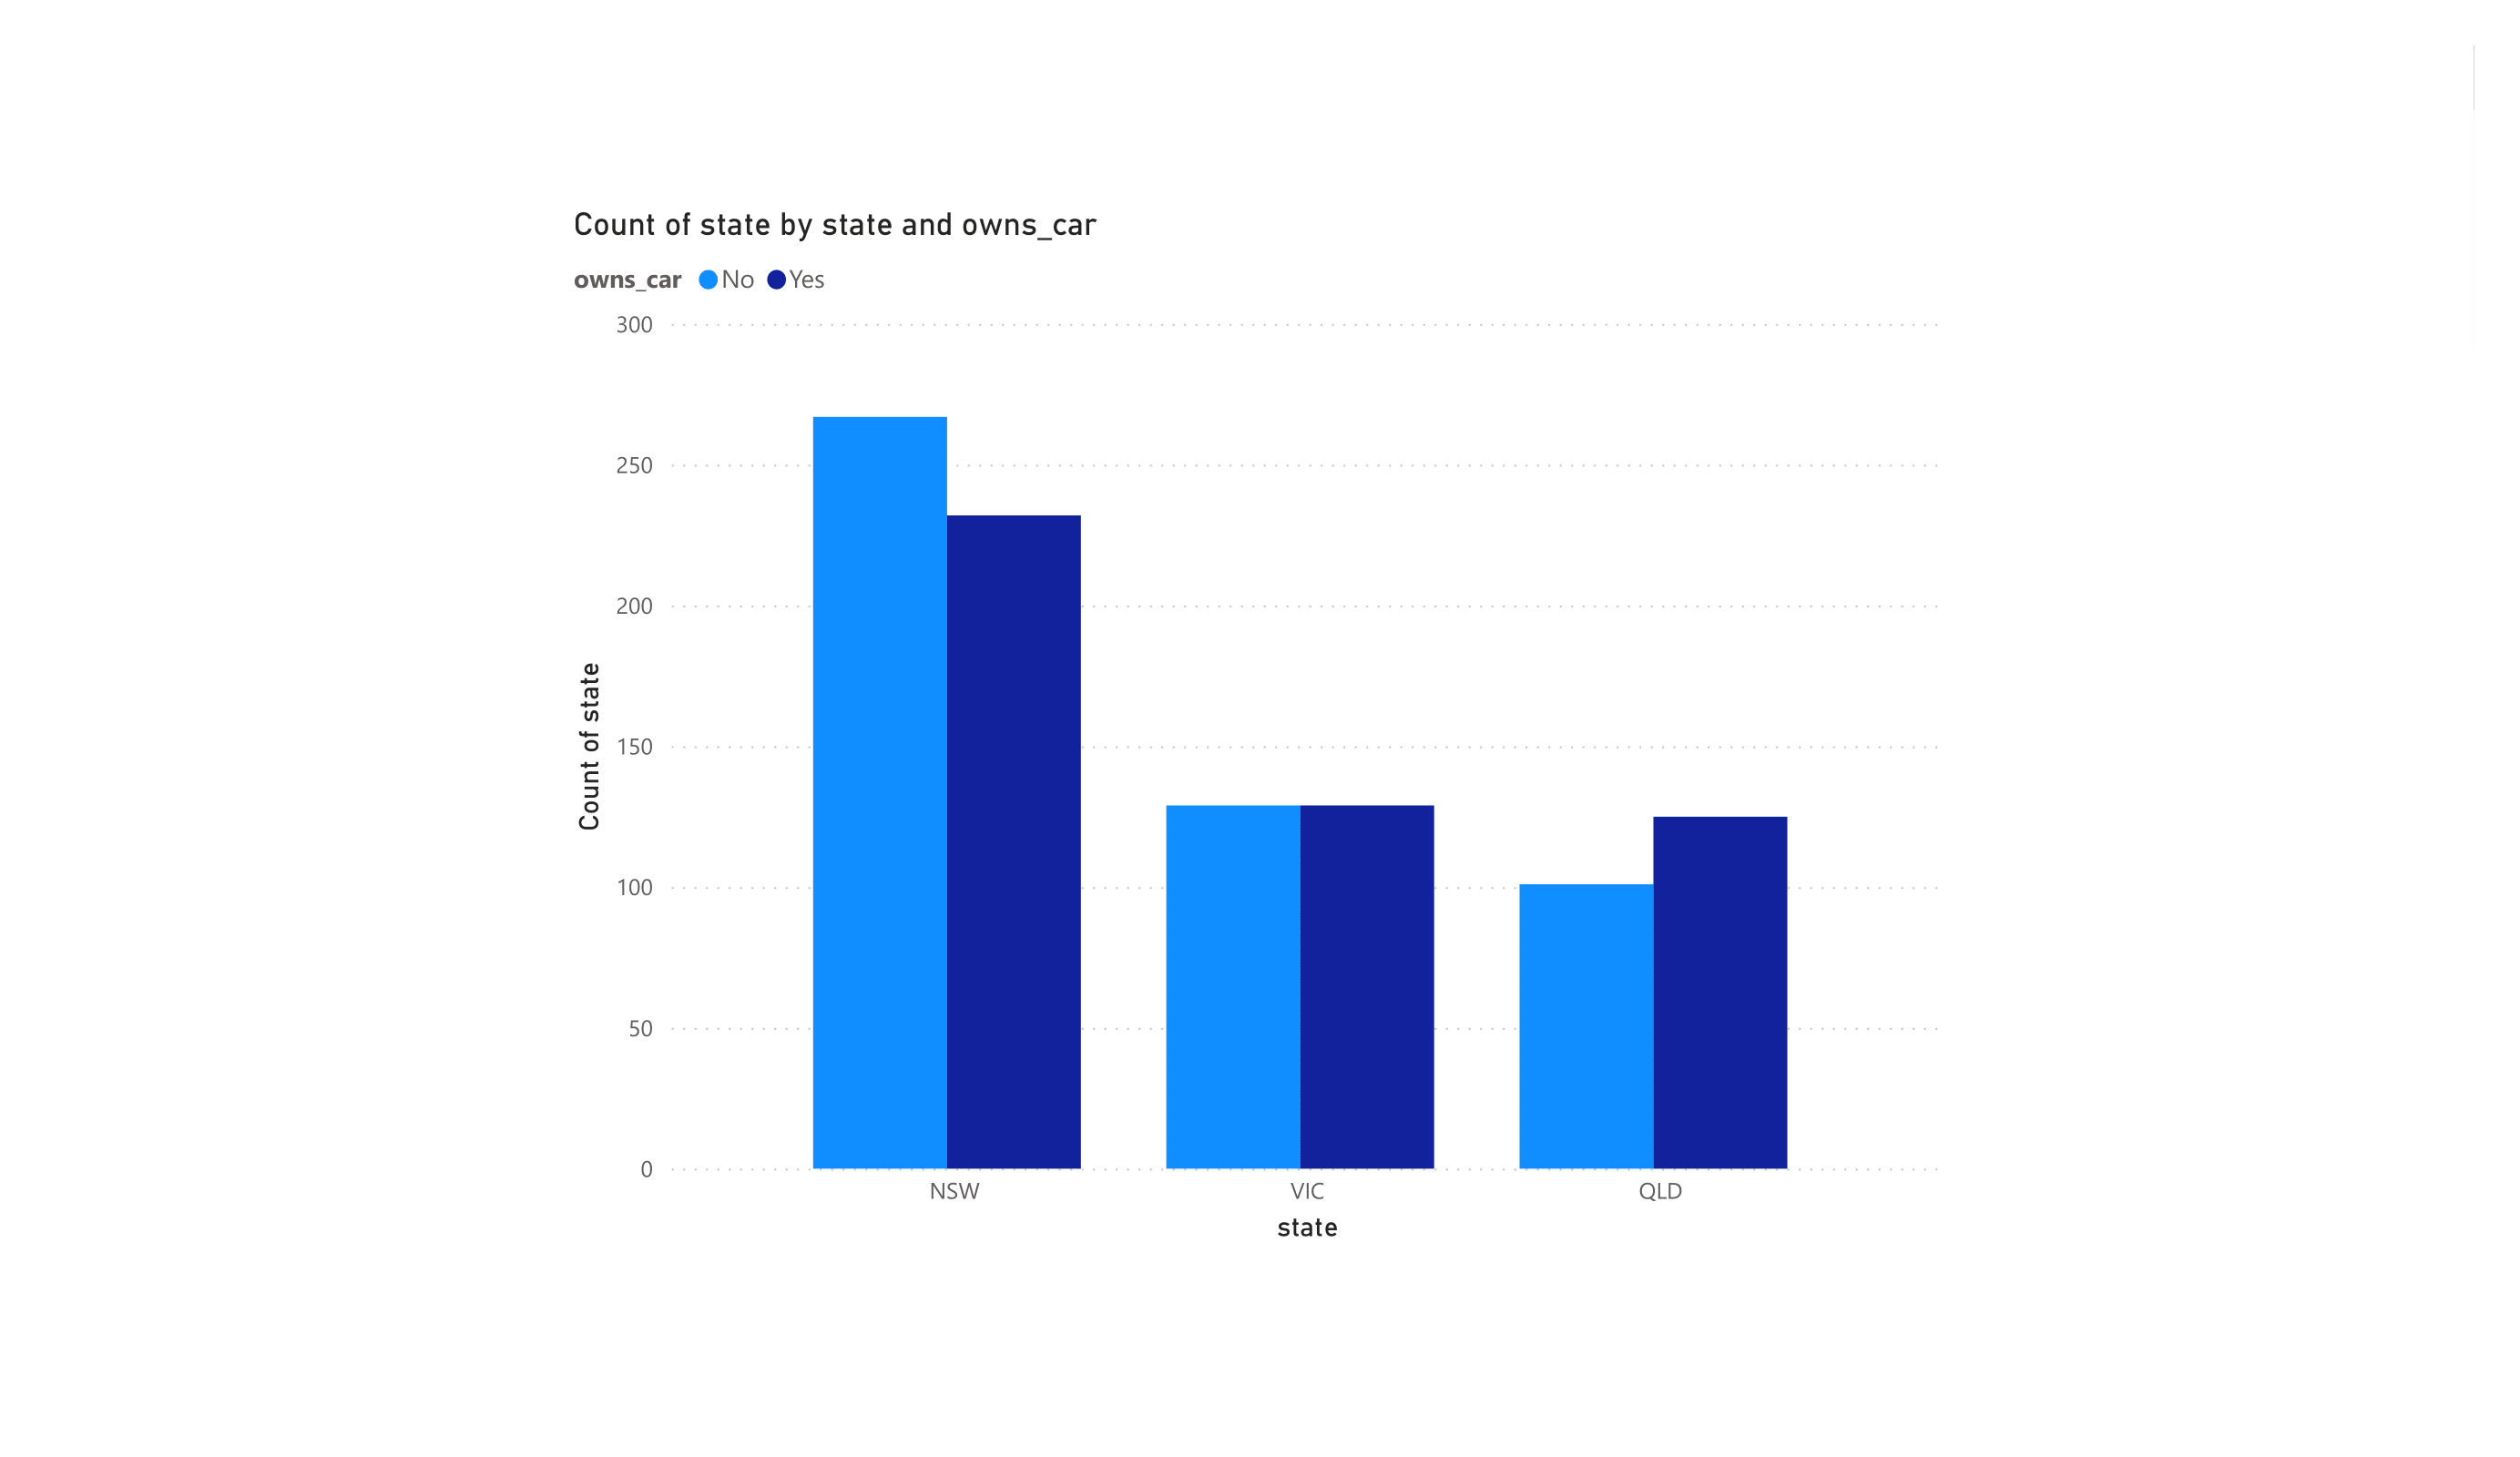 Count of state by state and owns_car
owns_car No Yes
300
250
200
150
100
50
0
Count of state
NSW VIC QLD
state